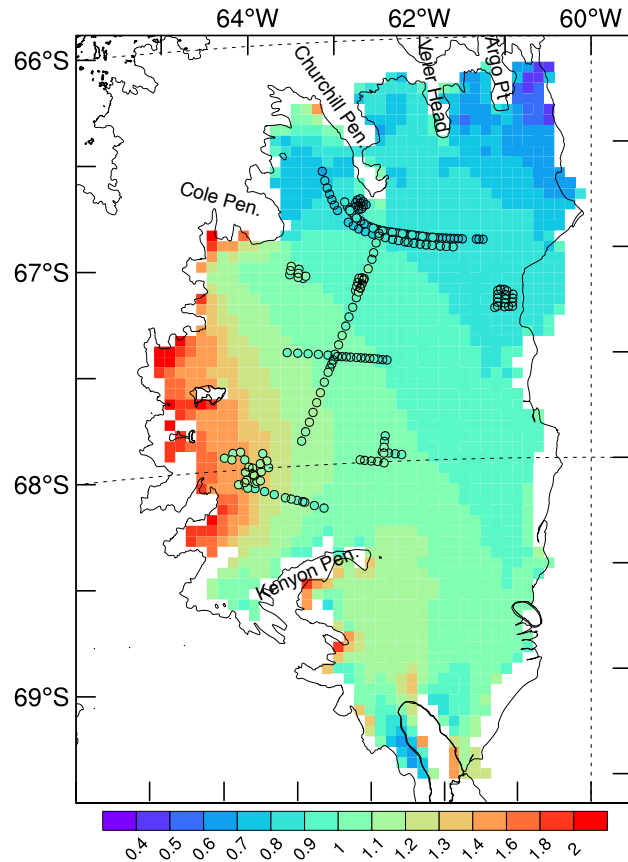 64°W 62°W 60°W
66°S
Churchill Pen.
Veier Head
Argo Pt
Cole Pen.
67°S
68°S
Kenyon Pen.
69°S
0.4 0.5 0.6 0.7 0.8 0.9 1 1.1 1.2 1.3 1.4 1.6 1.8 2